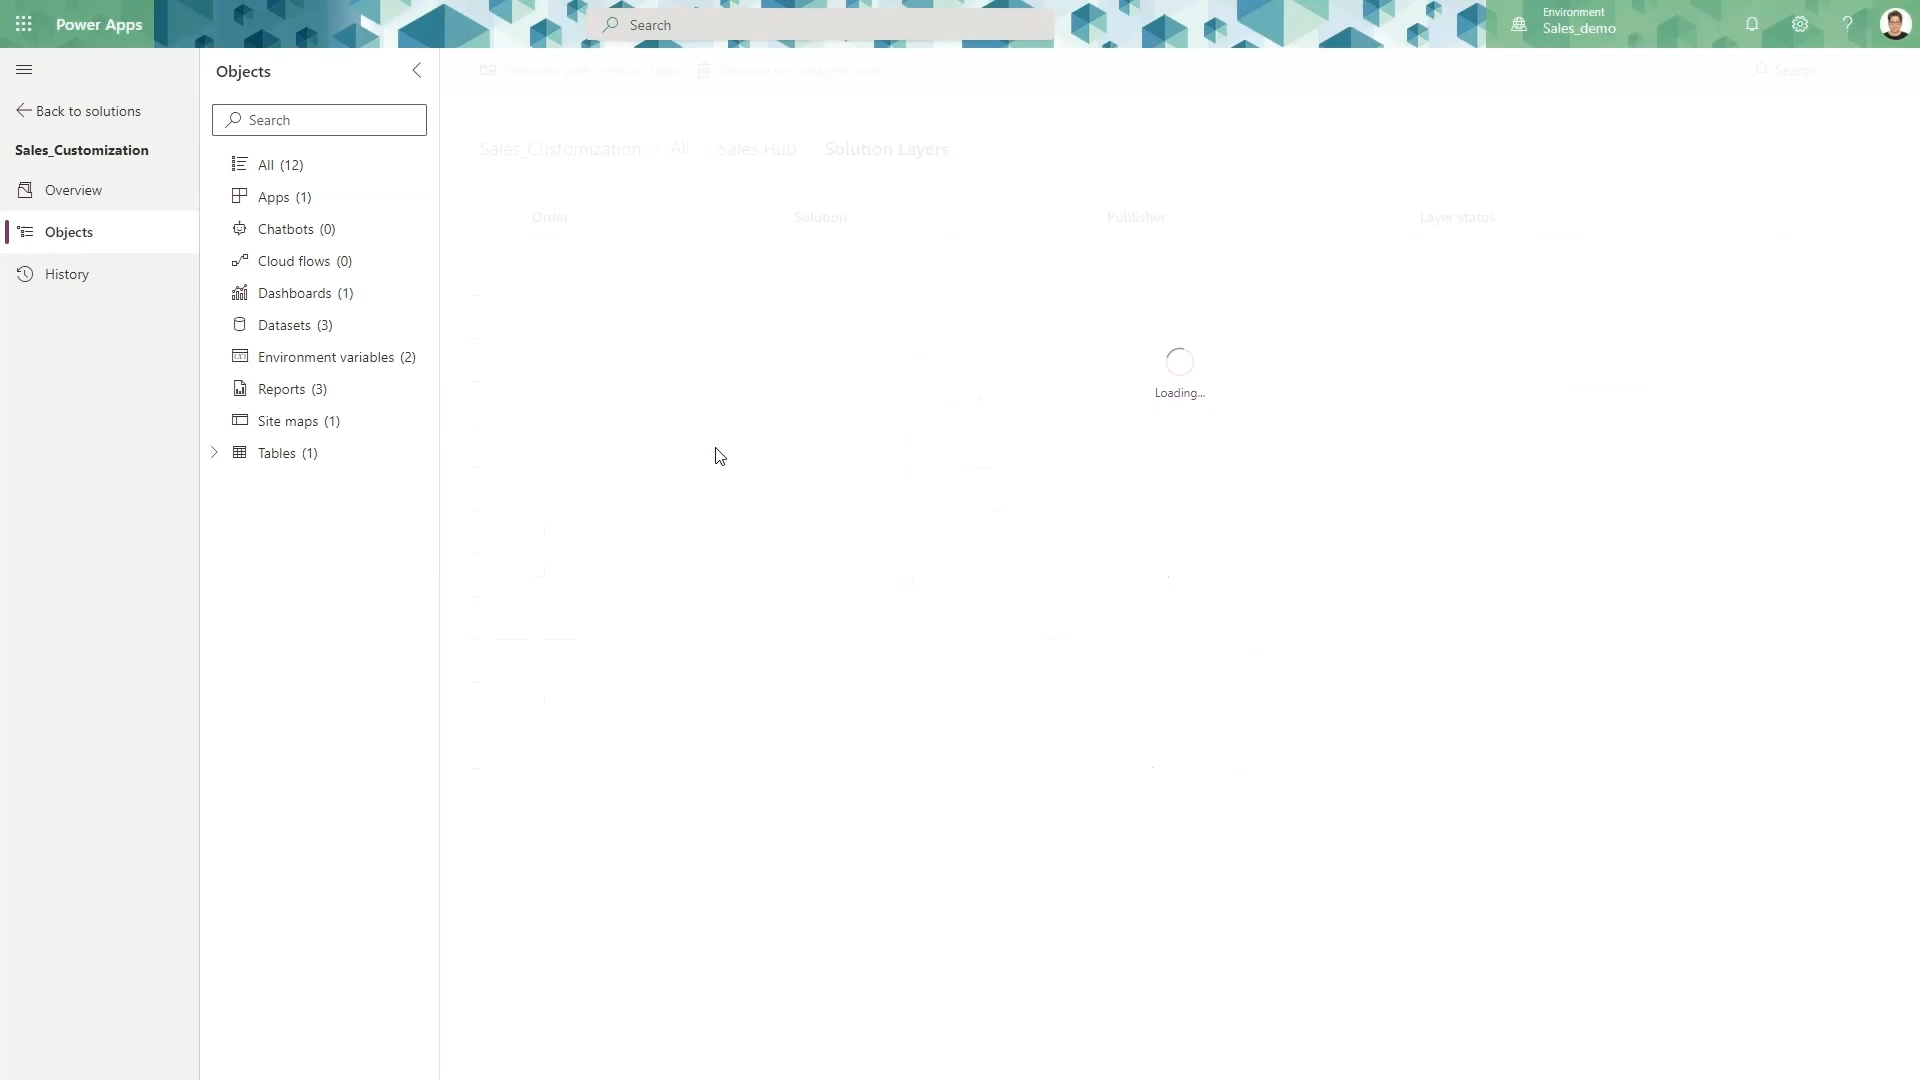 Power Apps
Search
Environment
Sales_demo
Back to solutions
Sales_Customization
Overview
Objects
History
Objects
Search
All (12)
Apps (1)
Chatbots (0)
Cloud flows (0)
Dashboards (1)
Datasets (3)
Environment variables (2)
Reports (3)
Site maps (1)
Tables (1)
Search
Sales_Customization All Sales Hub Solution Layers
Order Solution Publisher Layer status
Loading...